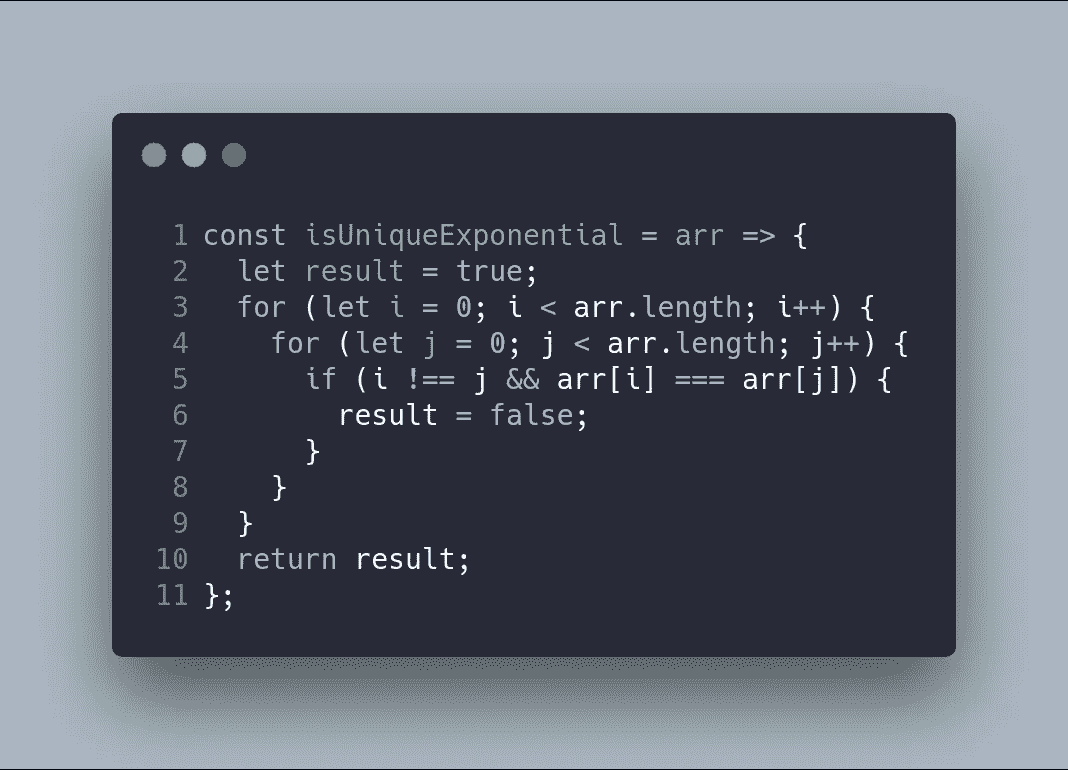 1 const isUniqueExponential = arr => {
2   let result = true;
3   for (let i = 0; i < arr.length; i++) {
4     for (let j = 0; j < arr.length; j++) {
5       if (i !== j && arr[i] === arr[j]) {
6         result = false;
7       }
8     }
9   }
10   return result;
11 };